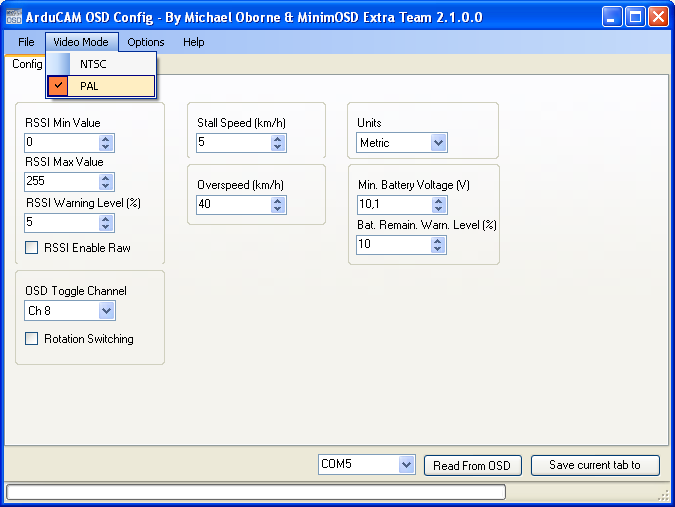 ArduCAM OSD Config - By Michael Oborne & MinimOSD Extra Team 2.1.0.0
File Video Mode Options Help
NTSC
PAL
Config
RSSI Min Value
0
RSSI Max Value
255
RSSI Warning Level (%)
5
RSSI Enable Raw
OSD Toggle Channel
Ch 8
Rotation Switching
Stall Speed (km/h)
5
Overspeed (km/h)
40
Units
Metric
Min. Battery Voltage (V)
10,1
Bat. Remain. Warn. Level (%)
10
COM5 Read From OSD Save current tab to